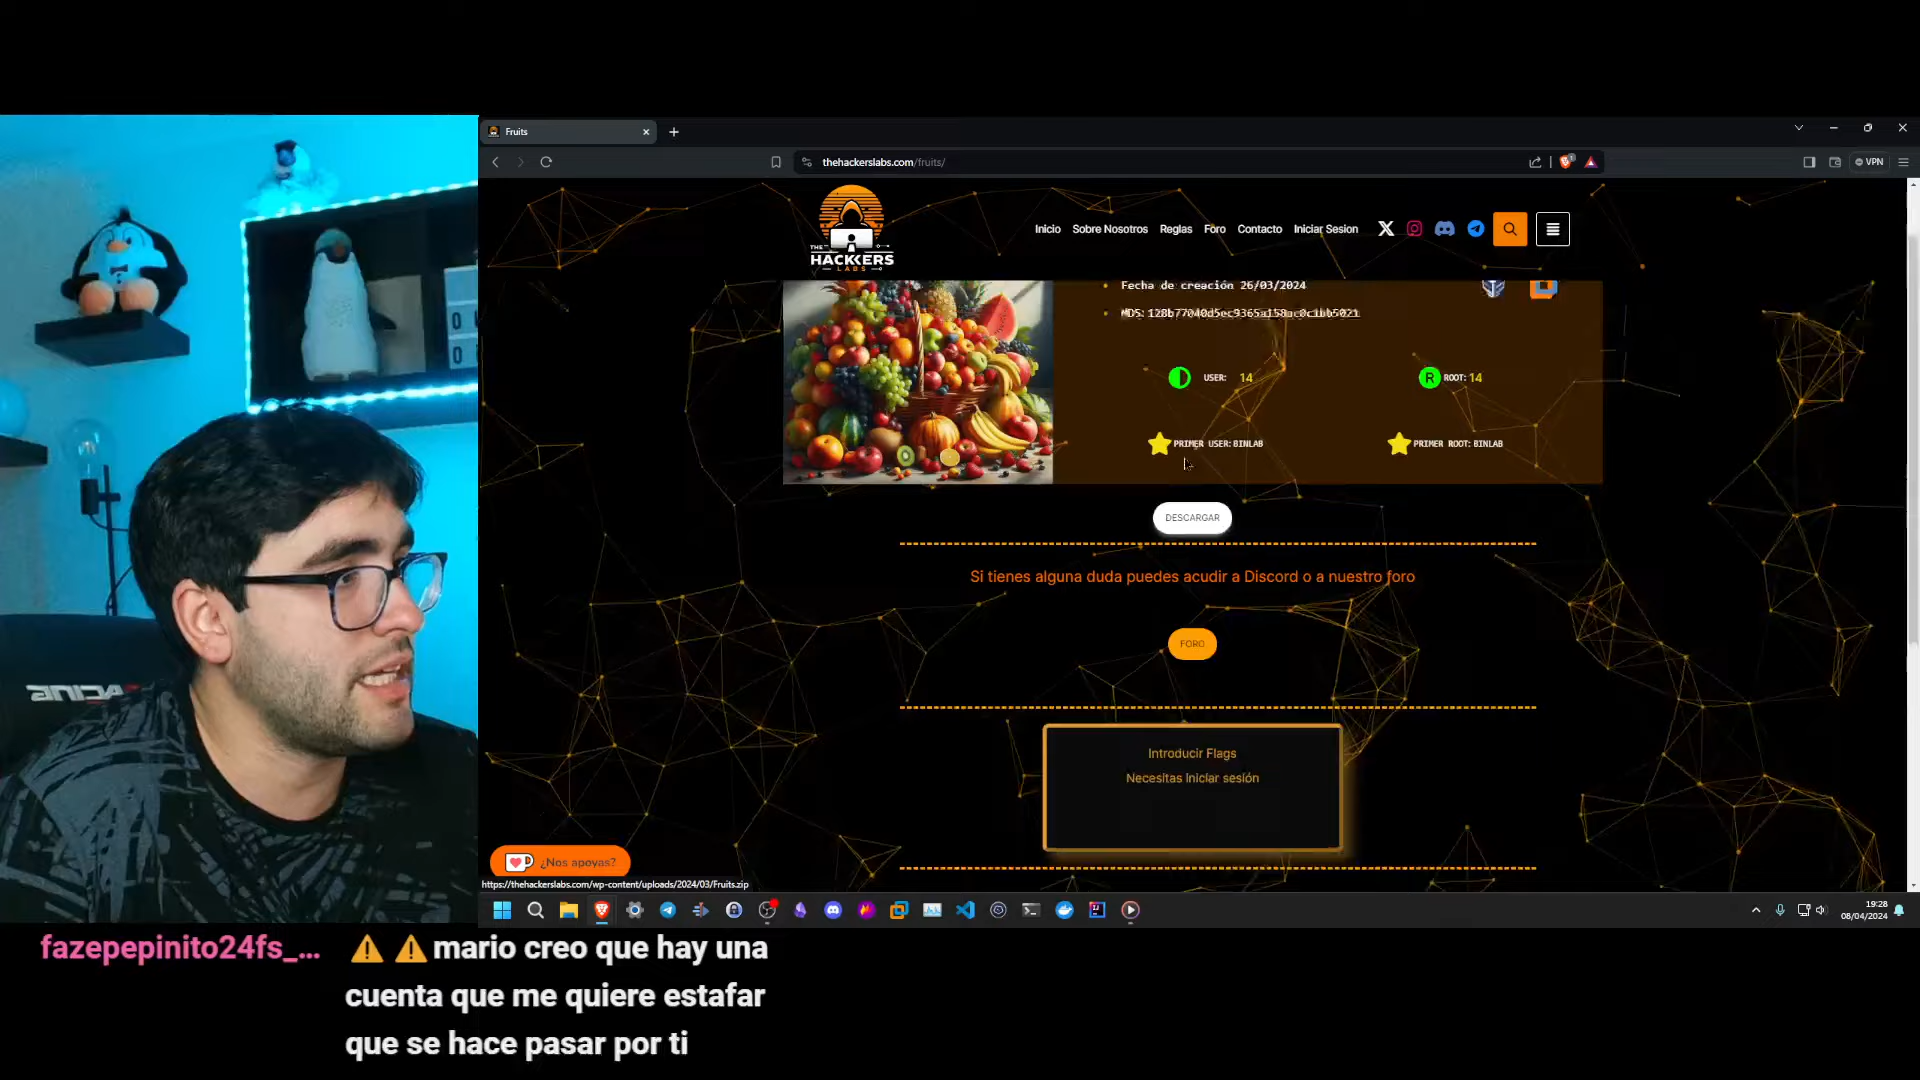 Fruits
thehackerslabs.com/fruits/
VPN
THE
HACKKERS
LABS
Inicio
Sobre Nosotros
Reglas
Foro
Contacto
Iniciar Sesion
Fecha de creación 26/03/2024
USER: 14
R ROOT: 14
PRIMER USER: BINLAB
PRIMER ROOT: BINLAB
DESCARGAR
Si tienes alguna duda puedes acudir a Discord o a nuestro foro
FORO
Introducir Flags
Necesitas iniciar sesión
¿Nos apoyas?
https://thehackerslabs.com/wp-content/uploads/2024/03/Fruits.zip
19:28
08/04/2024
fazepepinito24fs_... ⚠️ ⚠️ mario creo que hay una
cuenta que me quiere estafar
que se hace pasar por ti